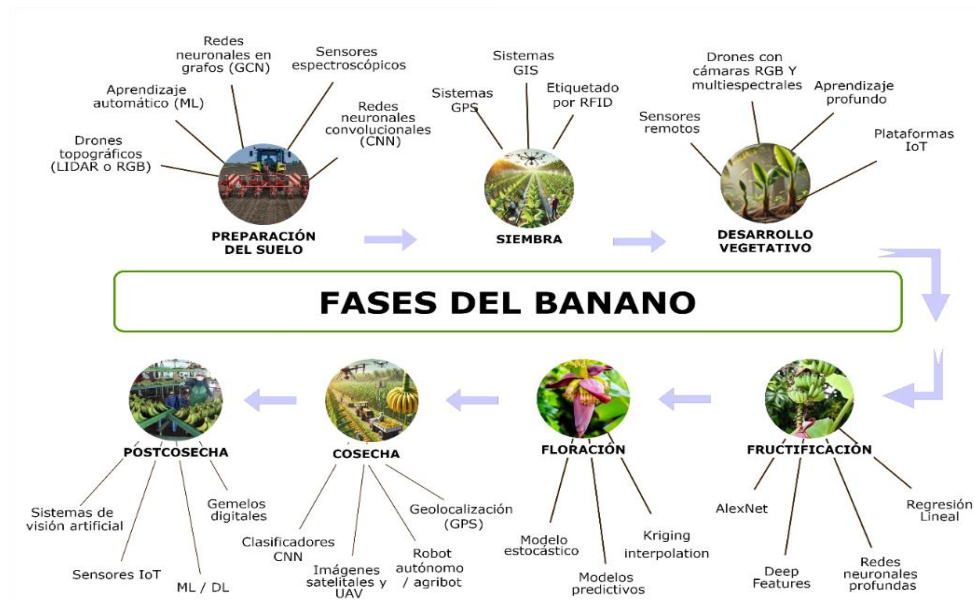 Redes
neuronales en
grafos (GCN)
Sensores
espectroscópicos
Aprendizaje
automático (ML)
Redes
neuronales
convolucionales
(CNN)
Drones
topográficos
(LIDAR o RGB)
PREPARACIÓN
DEL SUELO
Sistemas
GIS
Sistemas
GPS
Etiquetado
por RFID
SIEMBRA
Drones con
cámaras RGB Y
multiespectrales
Aprendizaje
profundo
Sensores
remotos
Plataformas
IoT
DESARROLLO
VEGETATIVO
FASES DEL BANANO
POSTCOSECHA
Sistemas de
visión artificial
Gemelos
digitales
Sensores IoT
ML / DL
COSECHA
Clasificadores
CNN
Geolocalización
(GPS)
Imágenes
satelitales y
UAV
Robot
autónomo
/ agribot
FLORACIÓN
Modelo
estocástico
Kriging
interpolation
Modelos
predictivos
FRUCTIFICACIÓN
AlexNet
Regresión
Lineal
Deep
Features
Redes
neuronales
profundas